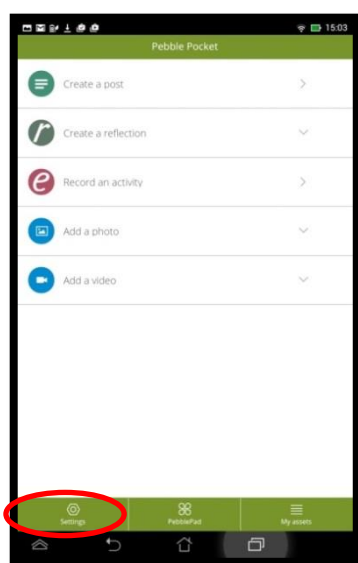 15:03
Pebble Pocket
Create a post
r Create a reflection
e Record an activity
Add a photo
Add a video
Settings PebblePad My assets